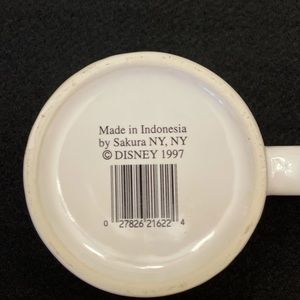 Made in Indonesia
by Sakura NY, NY
© DISNEY 1997
0 27826 21622 4